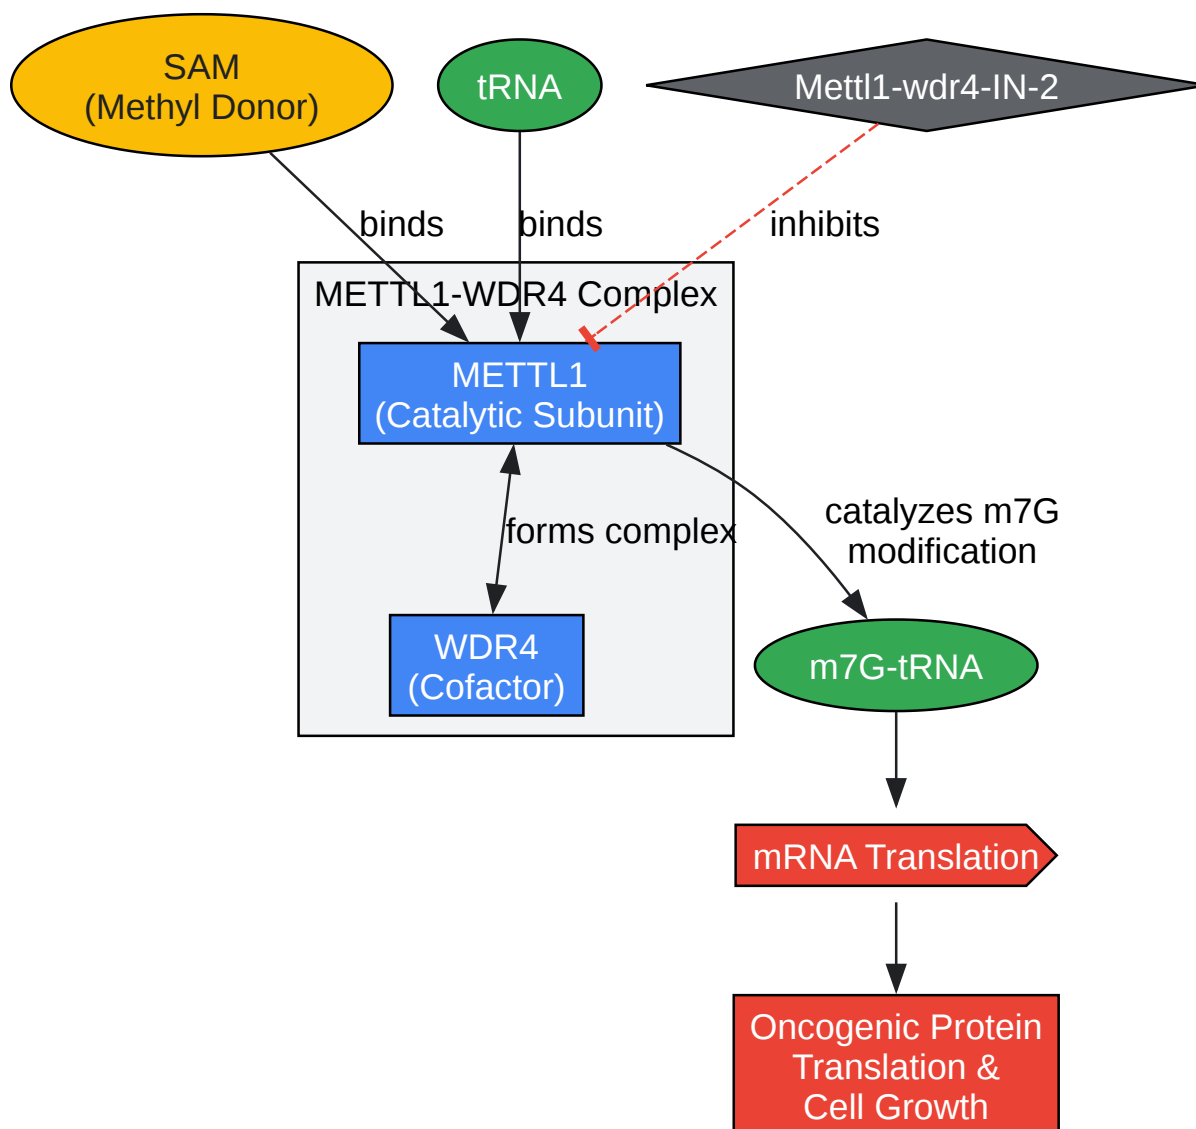 SAM
(Methyl Donor)
tRNA
Mettl1-wdr4-IN-2
binds
binds
inhibits
METTL1-WDR4 Complex
METTL1
(Catalytic Subunit)
forms complex
catalyzes m7G
modification
WDR4
(Cofactor)
m7G-tRNA
mRNA Translation
Oncogenic Protein
Translation &
Cell Growth